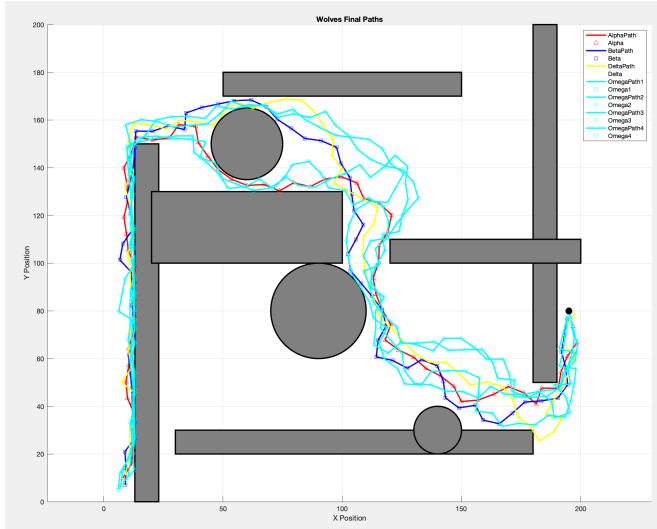 Wolves Final Paths
200
180
160
140
120
100
80
60
40
20
0
Y Position
0
50
100
150
200
X Position
AlphaPath
Alpha
BetaPath
Beta
DeltaPath
Delta
OmegaPath1
Omega1
OmegaPath2
Omega2
OmegaPath3
Omega3
OmegaPath4
Omega4